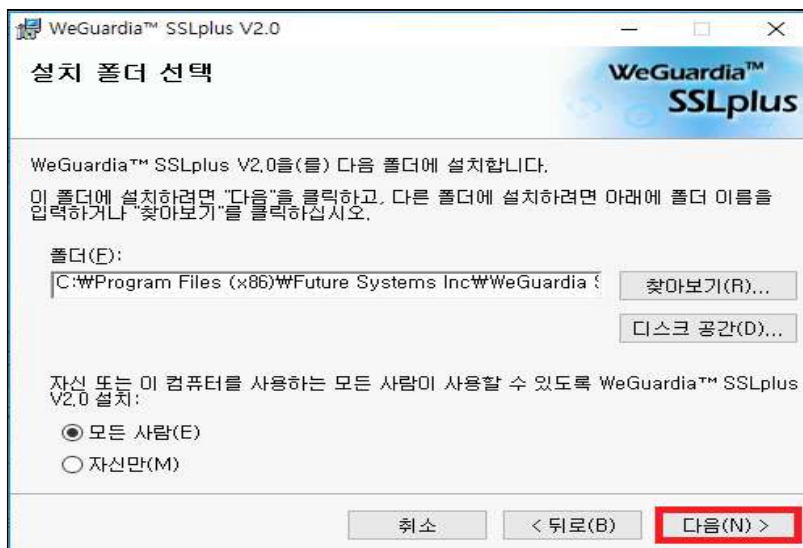 WeGuardia™ SSLplus V2.0
설치 폴더 선택
WeGuardia™
SSLplus
WeGuardia™ SSLplus V2.0을(를) 다음 폴더에 설치합니다.
이 폴더에 설치하려면 "다음"을 클릭하고, 다른 폴더에 설치하려면 아래에 폴더 이름을
입력하거나 "찾아보기"를 클릭하십시오.
폴더(F):
C:₩Program Files (x86)₩Future Systems Inc₩WeGuardia S
찾아보기(R)...
디스크 공간(D)...
자신 또는 이 컴퓨터를 사용하는 모든 사람이 사용할 수 있도록 WeGuardia™ SSLplus
V2.0 설치:
모든 사람(E)
자신만(M)
취소
< 뒤로(B)
다음(N) >